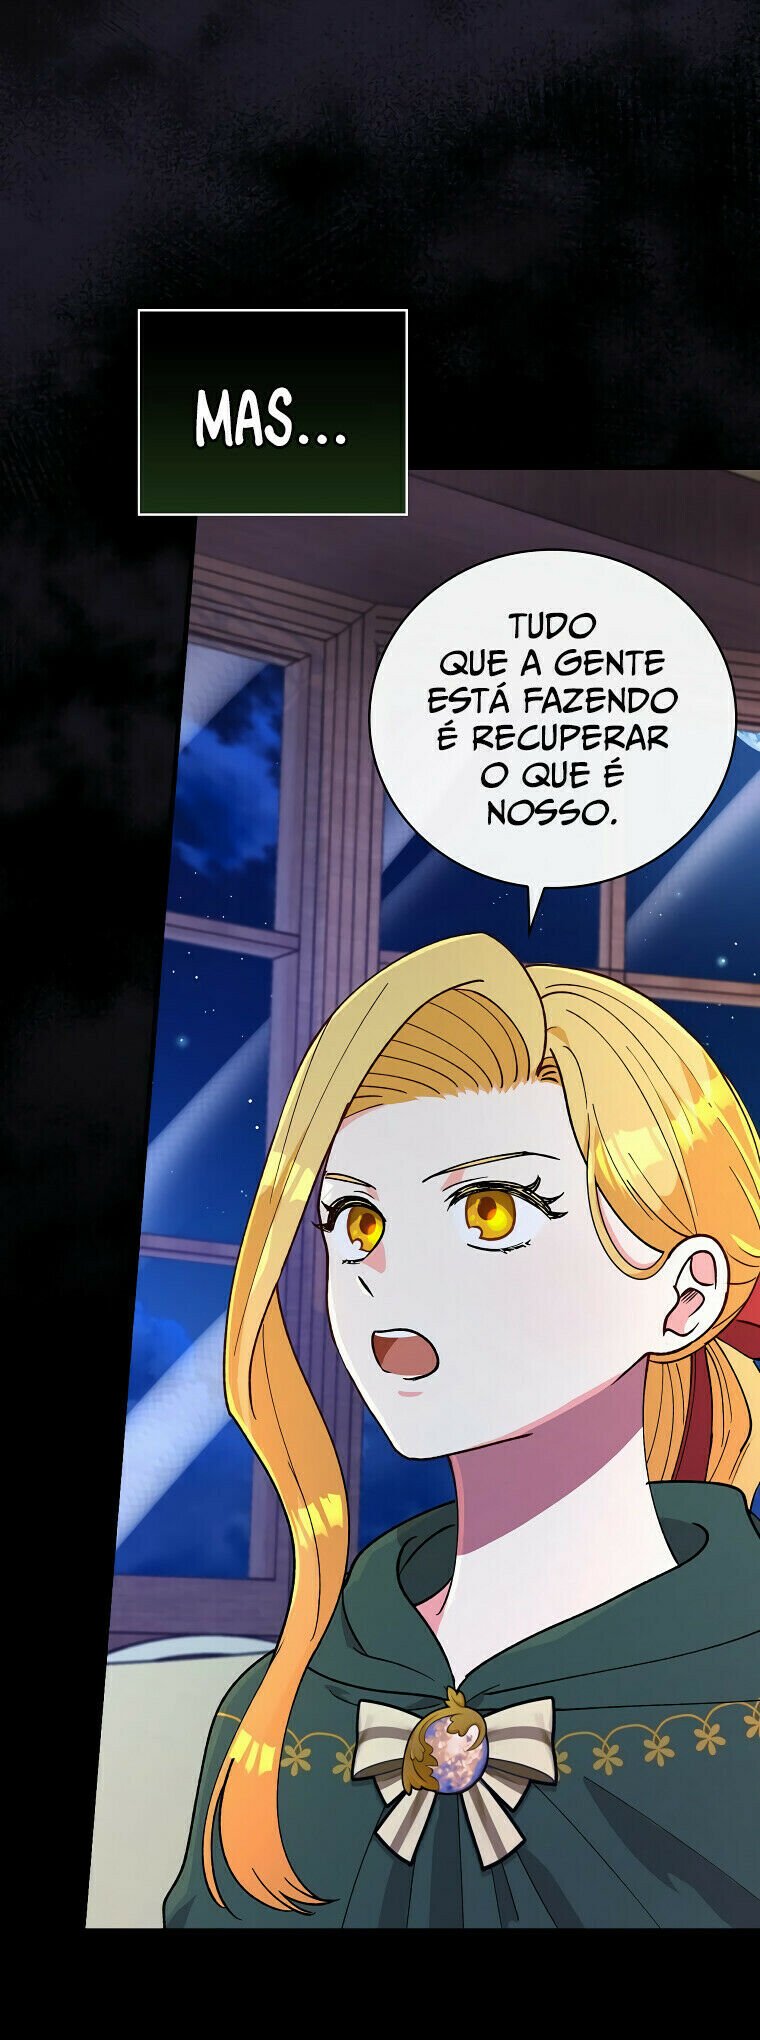 MAS...
TUDO
QUE A GENTE
ESTÁ FAZENDO
É RECUPERAR
O QUE É
NOSSO.